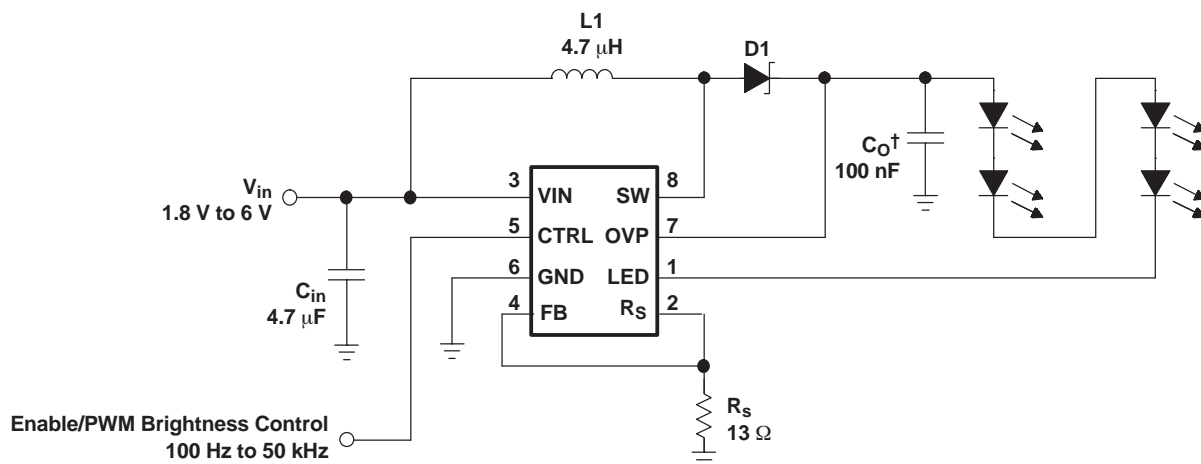 L1
4.7 μH
D1
C_O†
100 nF
V_in
1.8 V to 6 V
3
VIN
SW
8
5
CTRL
OVP
7
6
GND
LED
1
4
FB
R_S
2
C_in
4.7 μF
R_s
13 Ω
Enable/PWM Brightness Control
100 Hz to 50 kHz